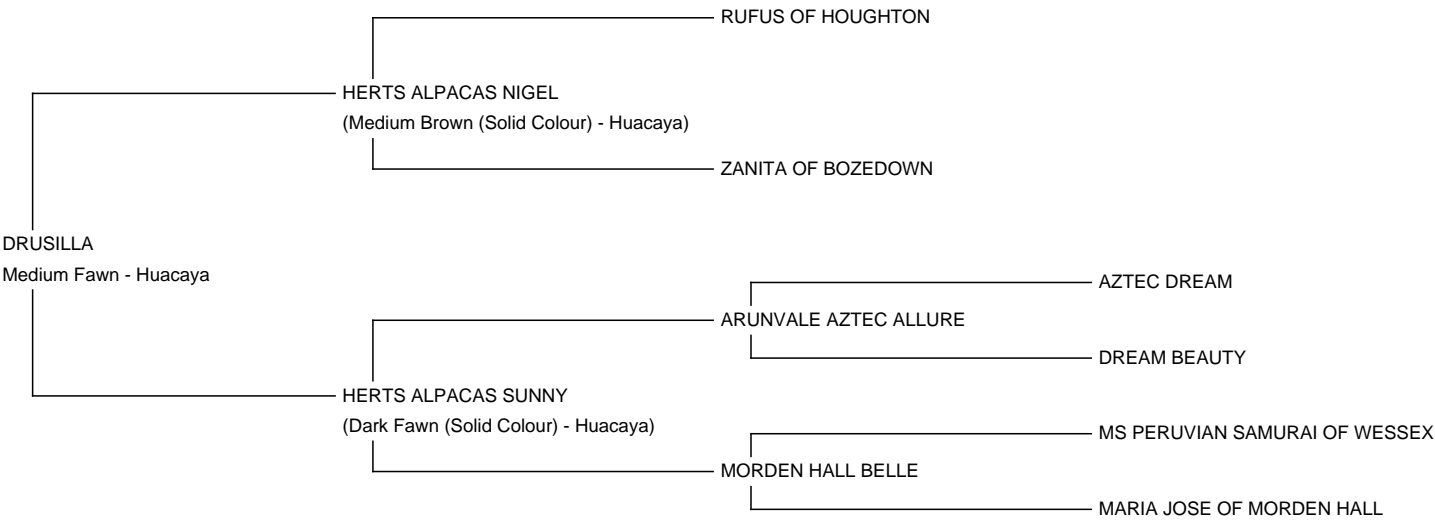 RUFUS OF HOUGHTON
HERTS ALPACAS NIGEL
(Medium Brown (Solid Colour) - Huacaya)
ZANITA OF BOZEDOWN
DRUSILLA
Medium Fawn - Huacaya
AZTEC DREAM
ARUNVALE AZTEC ALLURE
DREAM BEAUTY
HERTS ALPACAS SUNNY
(Dark Fawn (Solid Colour) - Huacaya)
MS PERUVIAN SAMURAI OF WESSEX
MORDEN HALL BELLE
MARIA JOSE OF MORDEN HALL